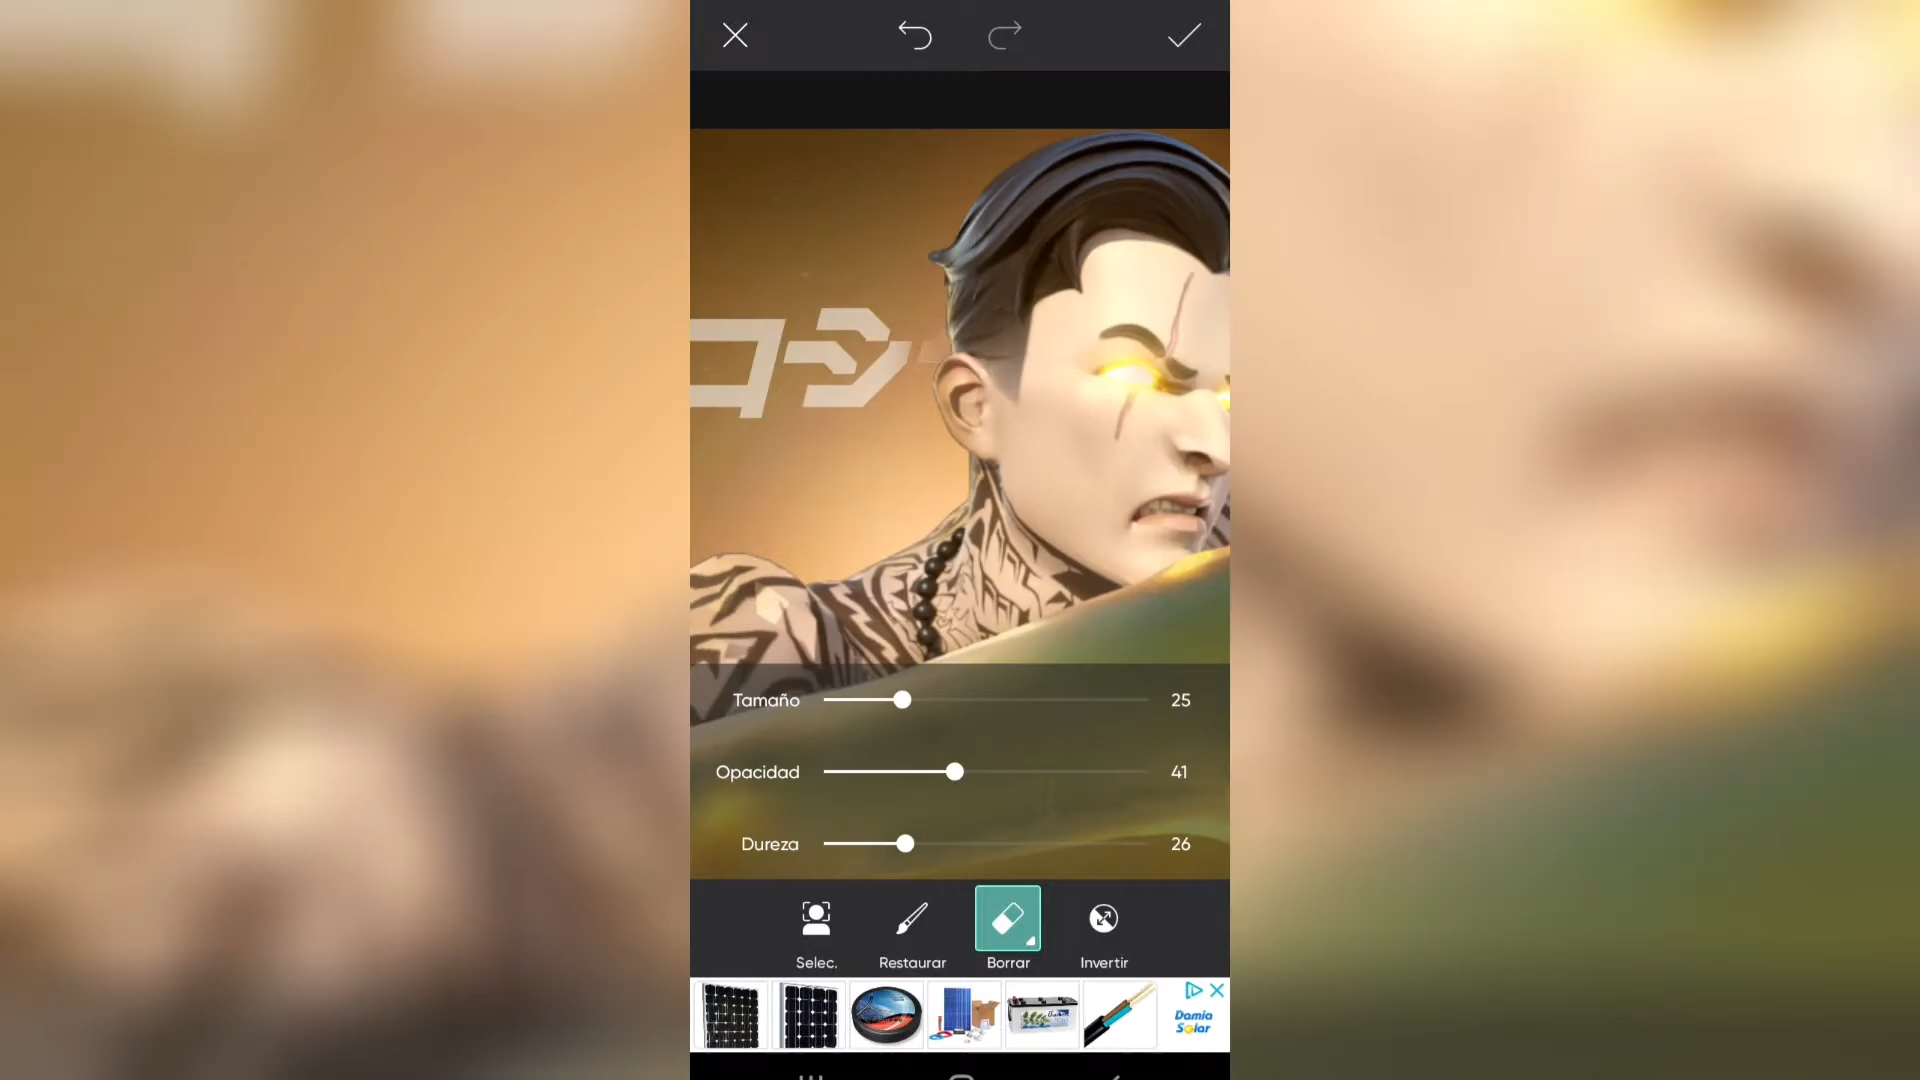 Tamaño 25
Opacidad 41
Dureza 26
Selec. Restaurar Borrar Invertir
Damia
Solar